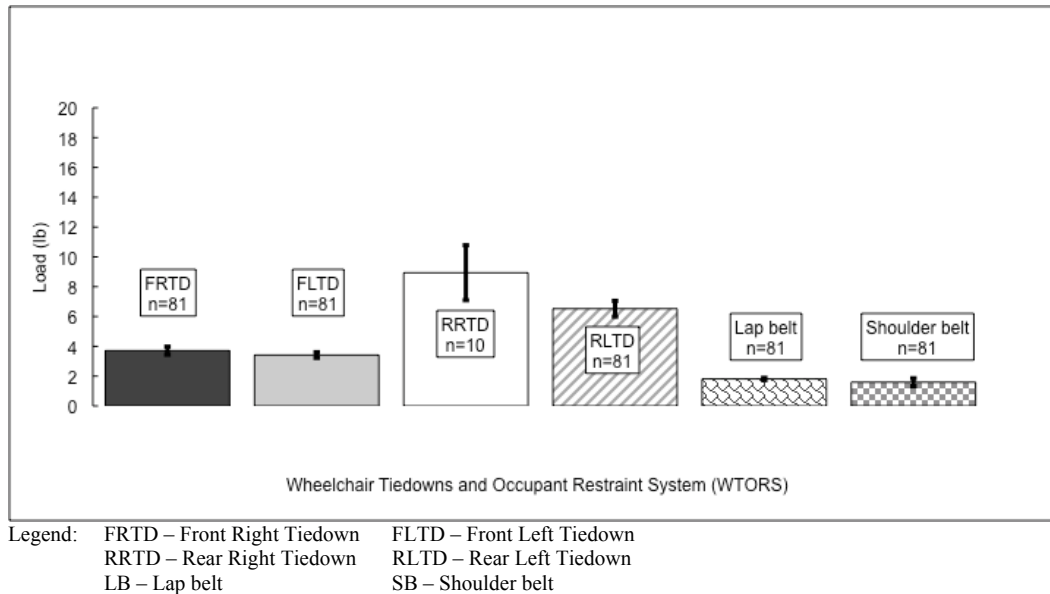 20
18
16
14
12
10
8
6
4
2
0
Load (lb)
FRTD
n=81
FLTD
n=81
RRTD
n=10
RLTD
n=81
Lap belt
n=81
Shoulder belt
n=81
Wheelchair Tiedowns and Occupant Restraint System (WTORS)
Legend: FRTD – Front Right Tiedown FLTD – Front Left Tiedown
RRTD – Rear Right Tiedown RLTD – Rear Left Tiedown
LB – Lap belt SB – Shoulder belt